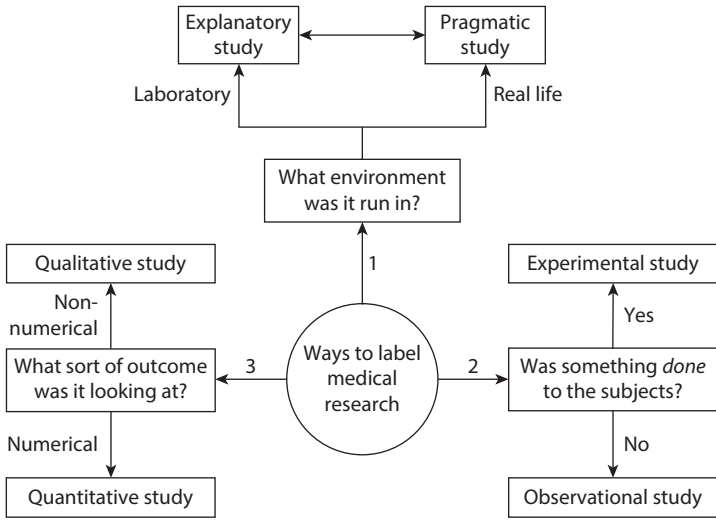 Explanatory
study
Pragmatic
study
Laboratory
Real life
What environment
was it run in?
1
Qualitative study
Experimental study
Non-
numerical
Yes
Ways to label
medical
research
What sort of outcome
was it looking at?
3
2
Was something done
to the subjects?
Numerical
No
Quantitative study
Observational study